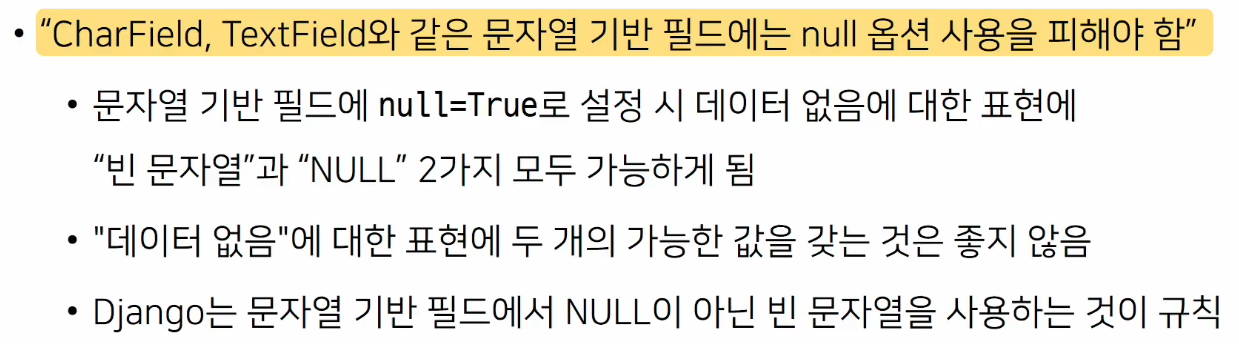 • “CharField, TextField와 같은 문자열 기반 필드에는 null 옵션 사용을 피해야 함”
• 문자열 기반 필드에 null=True로 설정 시 데이터 없음에 대한 표현에
“빈 문자열”과 “NULL” 2가지 모두 가능하게 됨
• "데이터 없음"에 대한 표현에 두 개의 가능한 값을 갖는 것은 좋지 않음
• Django는 문자열 기반 필드에서 NULL이 아닌 빈 문자열을 사용하는 것이 규칙